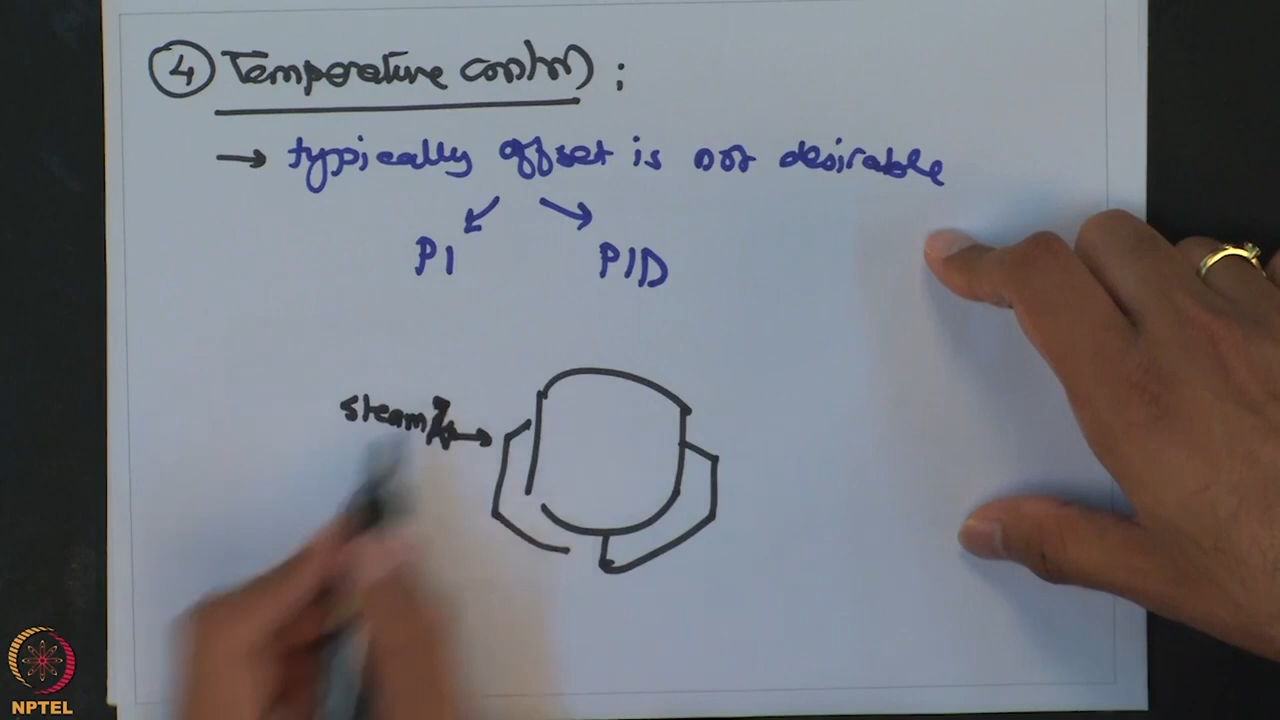 ④ Temperature control :
→ typically offset is not desirable
PI PID
steam
NPTEL